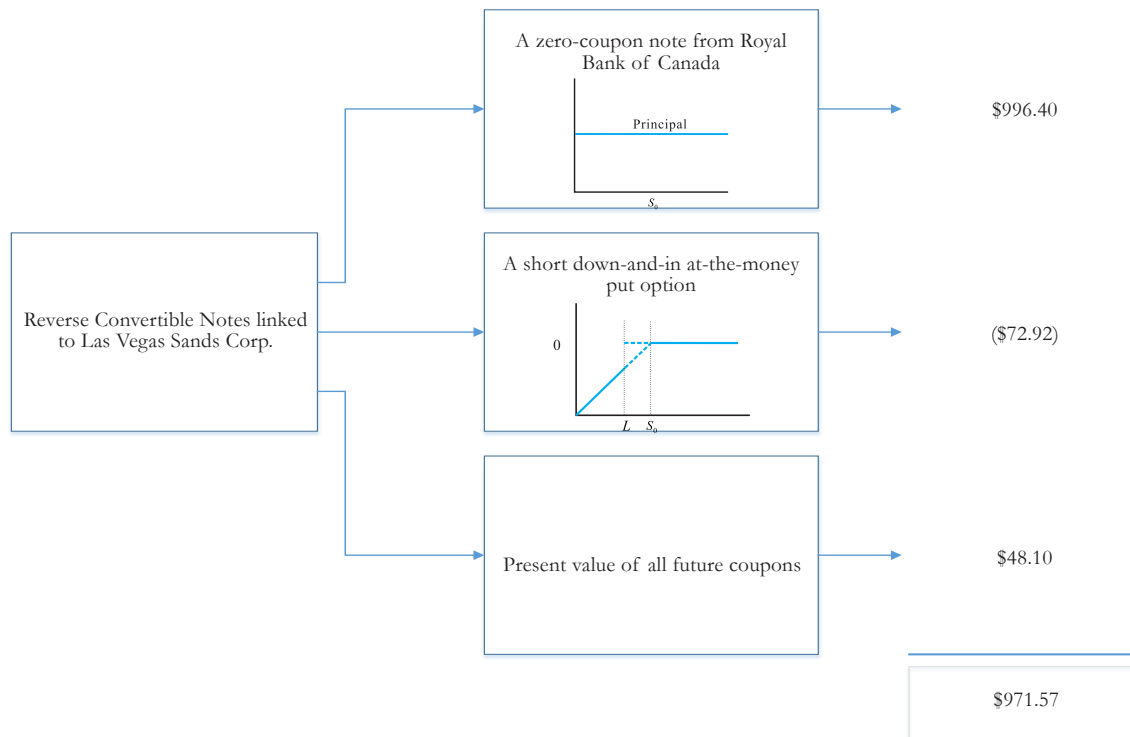 A zero-coupon note from Royal
Bank of Canada
Principal
S₀
$996.40
Reverse Convertible Notes linked
to Las Vegas Sands Corp.
A short down-and-in at-the-money
put option
0
L S₀
($72.92)
Present value of all future coupons
$48.10
$971.57